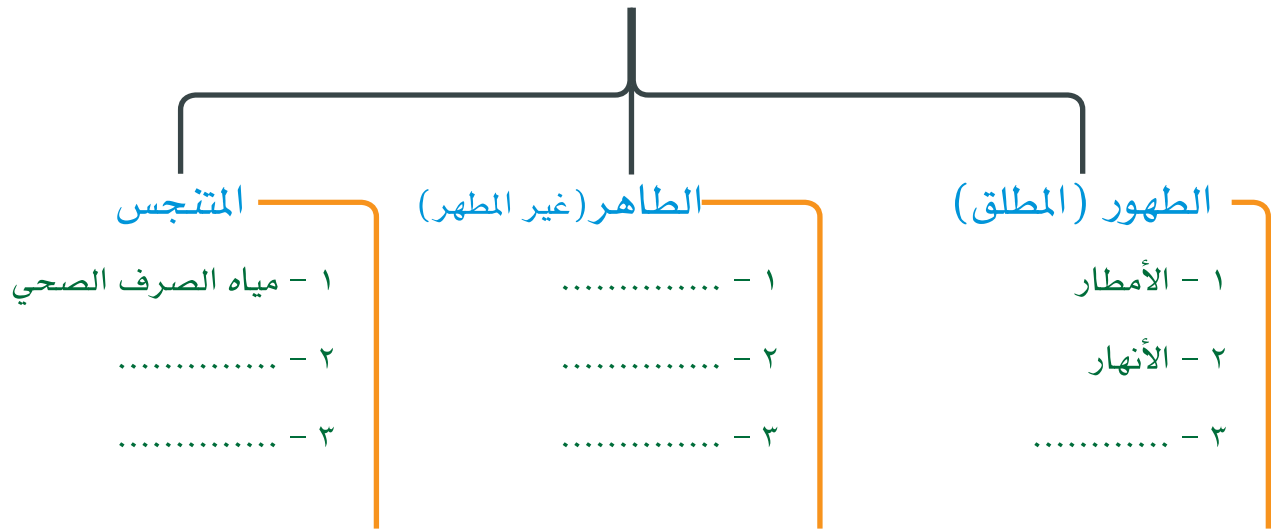 الطهور (المطلق)
١ - الأمطار
٢ - الأنهار
٣ - ............
الطاهر (غير المطهر)
١ - ..............
٢ - ..............
٣ - ..............
المتنجس
١ - مياه الصرف الصحي
٢ - ..............
٣ - ..............